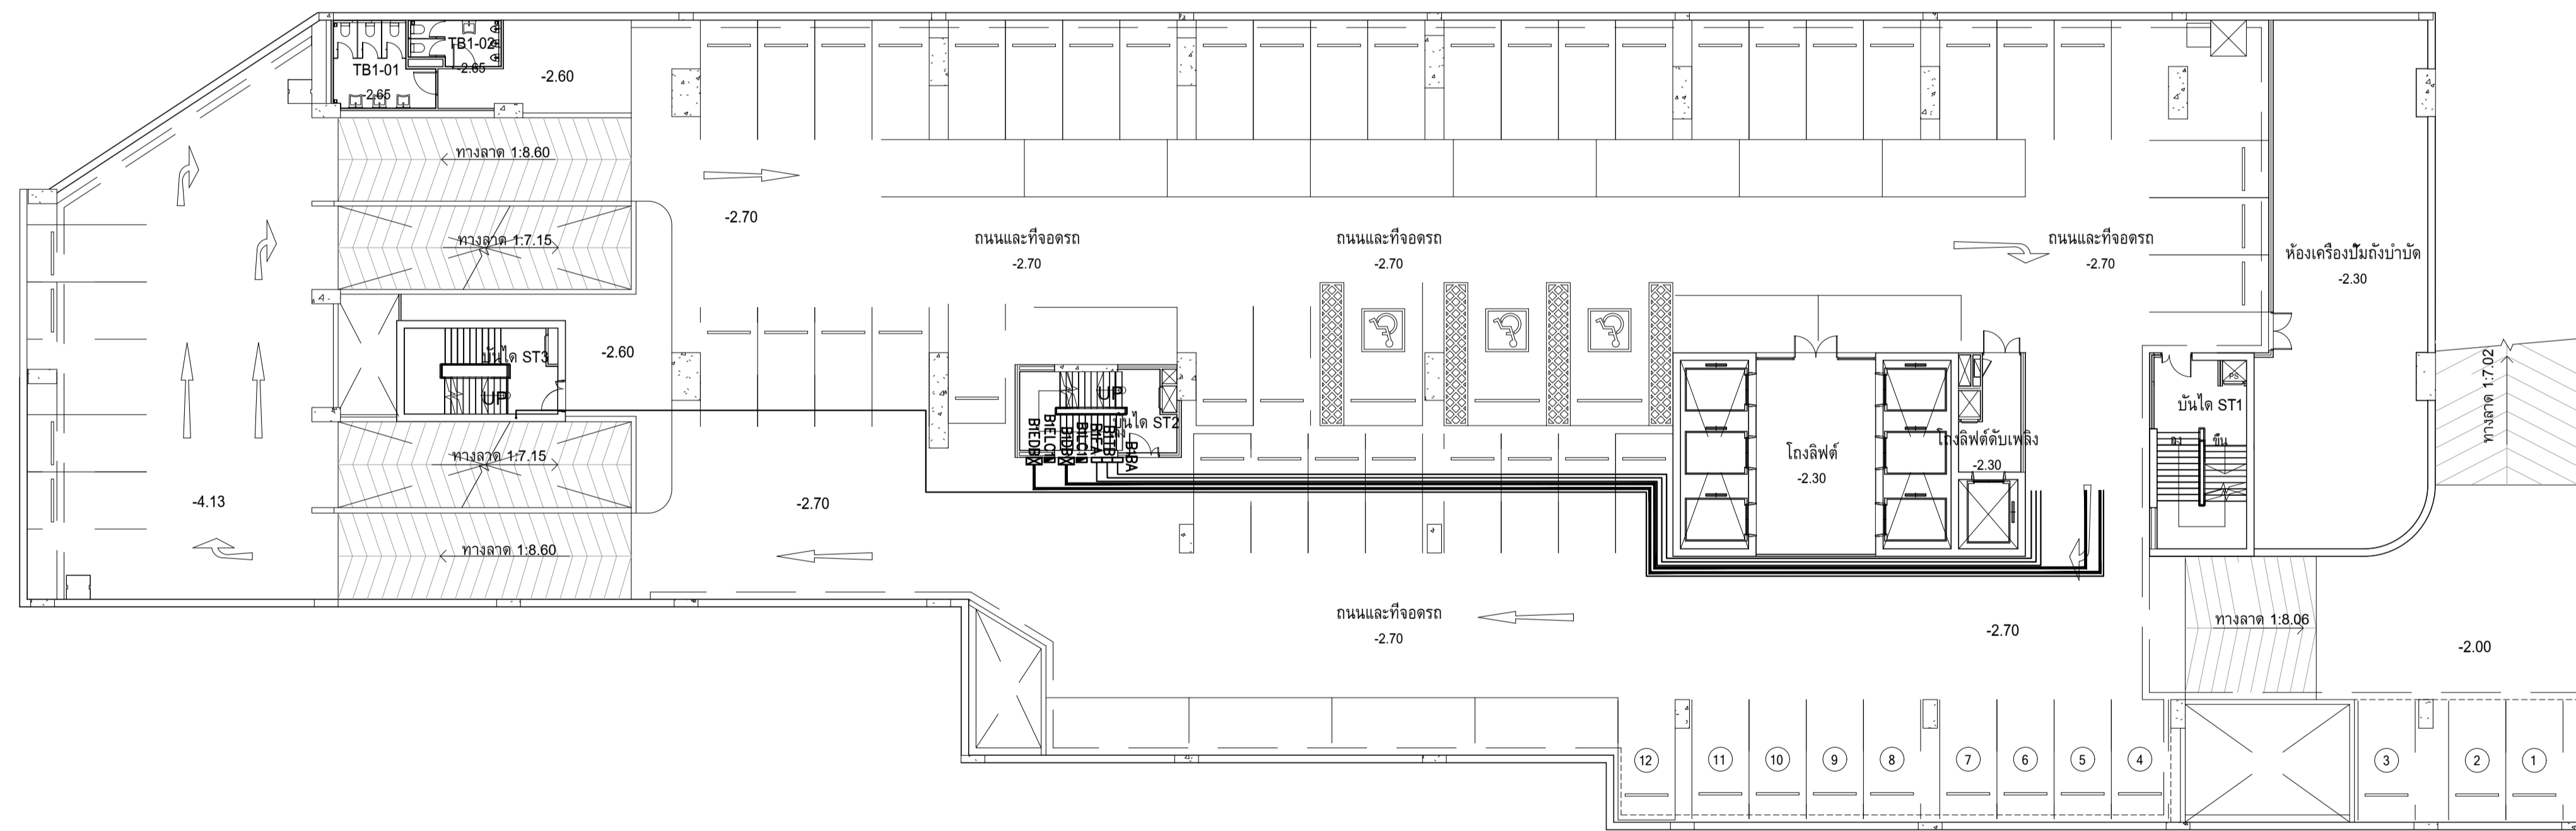 TB1-01
-2.65
TB1-02
-2.65
-2.60
ทางลาด 1:8.60
-2.70
ทางลาด 1:7.15
ถนนและที่จอดรถ
-2.70
ถนนและที่จอดรถ
-2.70
ถนนและที่จอดรถ
-2.70
ห้องเครื่องปั๊มถังบำบัด
-2.30
บันได ST3
UP
-2.60
UP
บันได ST2
B1EDB
B1ELC1
B1DB
B1LC1
B1FA
B1TB
B1BA
โถงลิฟต์
-2.30
โถงลิฟต์ดับเพลิง
-2.30
PS
บันได ST1
ลง
ขึ้น
ทางลาด 1:7.02
ทางลาด 1:7.15
-4.13
-2.70
ทางลาด 1:8.60
ถนนและที่จอดรถ
-2.70
-2.70
ทางลาด 1:8.06
-2.00
12
11
10
9
8
7
6
5
4
3
2
1